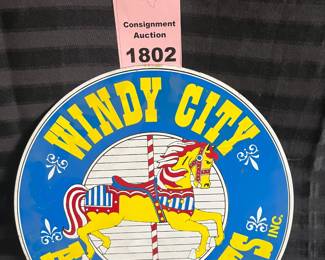 Consignment
Auction
1802
WINDY CITY
INC.